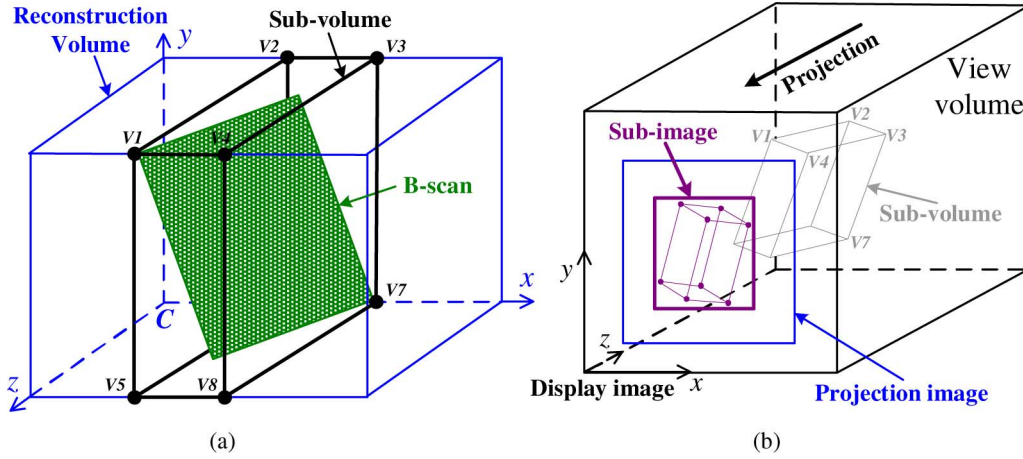 Reconstruction
Volume
y
V2
Sub-volume
V3
V1
V4
B-scan
x
V7
C
z
V5
V8
(a)
Projection
View
volume
Sub-image
V1
V2
V3
V4
Sub-volume
V7
y
z
Display image
x
Projection image
(b)